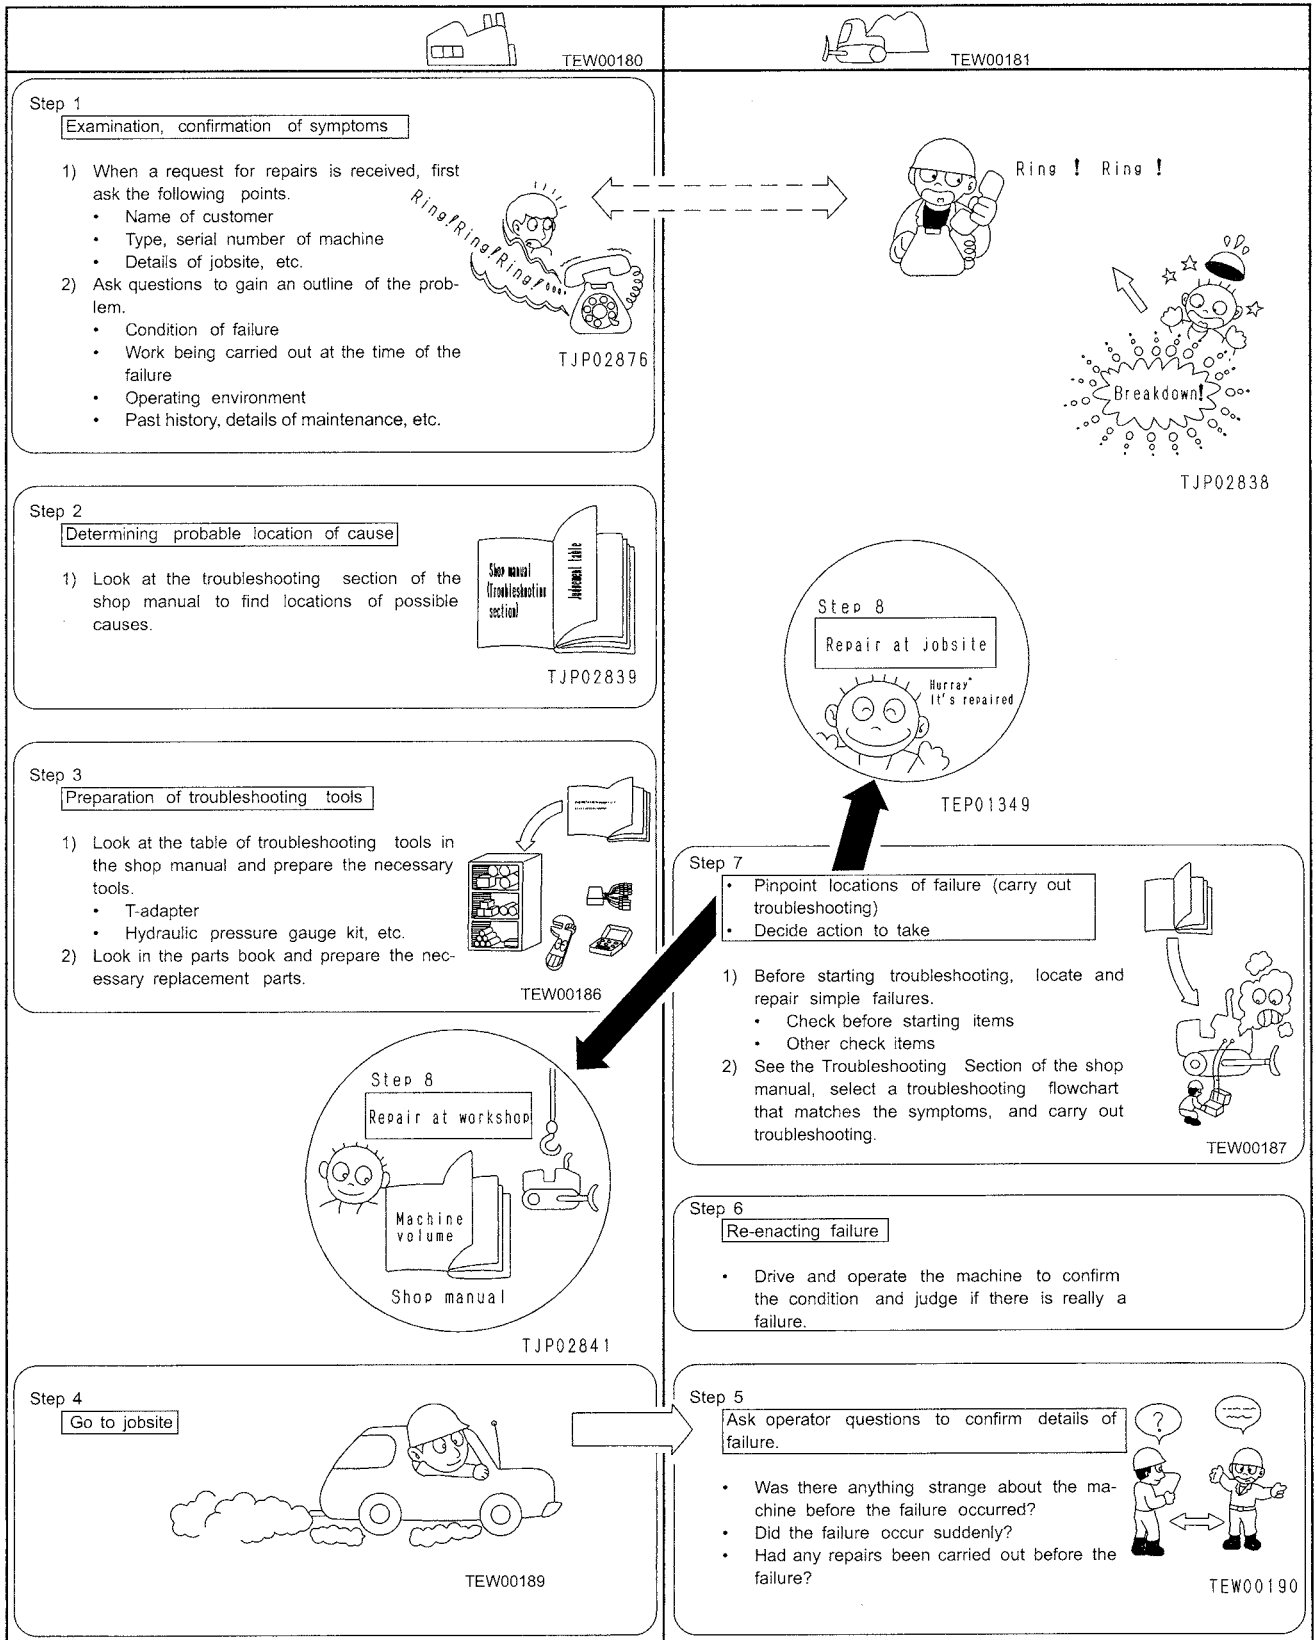 TEW00180
TEW00181
Step 1
Examination, confirmation of symptoms
1) When a request for repairs is received, first
ask the following points.
• Name of customer
• Type, serial number of machine
• Details of jobsite, etc.
2) Ask questions to gain an outline of the prob-
lem.
• Condition of failure
• Work being carried out at the time of the
failure
• Operating environment
• Past history, details of maintenance, etc.
Ring!Ring!Ring!....
TJP02876
Ring ! Ring !
Breakdown!
TJP02838
Step 2
Determining probable location of cause
1) Look at the troubleshooting section of the
shop manual to find locations of possible
causes.
Shop manual
(Troubleshooting
section)
Judgement table
TJP02839
Step 8
Repair at jobsite
Hurray"
It's repaired
TEP01349
Step 3
Preparation of troubleshooting tools
1) Look at the table of troubleshooting tools in
the shop manual and prepare the necessary
tools.
• T-adapter
• Hydraulic pressure gauge kit, etc.
2) Look in the parts book and prepare the nec-
essary replacement parts.
TEW00186
Step 7
• Pinpoint locations of failure (carry out
troubleshooting)
• Decide action to take
1) Before starting troubleshooting, locate and
repair simple failures.
• Check before starting items
• Other check items
2) See the Troubleshooting Section of the shop
manual, select a troubleshooting flowchart
that matches the symptoms, and carry out
troubleshooting.
TEW00187
Step 8
Repair at workshop
Machine
volume
Shop manual
TJP02841
Step 6
Re-enacting failure
• Drive and operate the machine to confirm
the condition and judge if there is really a
failure.
Step 4
Go to jobsite
TEW00189
Step 5
Ask operator questions to confirm details of
failure.
• Was there anything strange about the ma-
chine before the failure occurred?
• Did the failure occur suddenly?
• Had any repairs been carried out before the
failure?
?
TEW00190